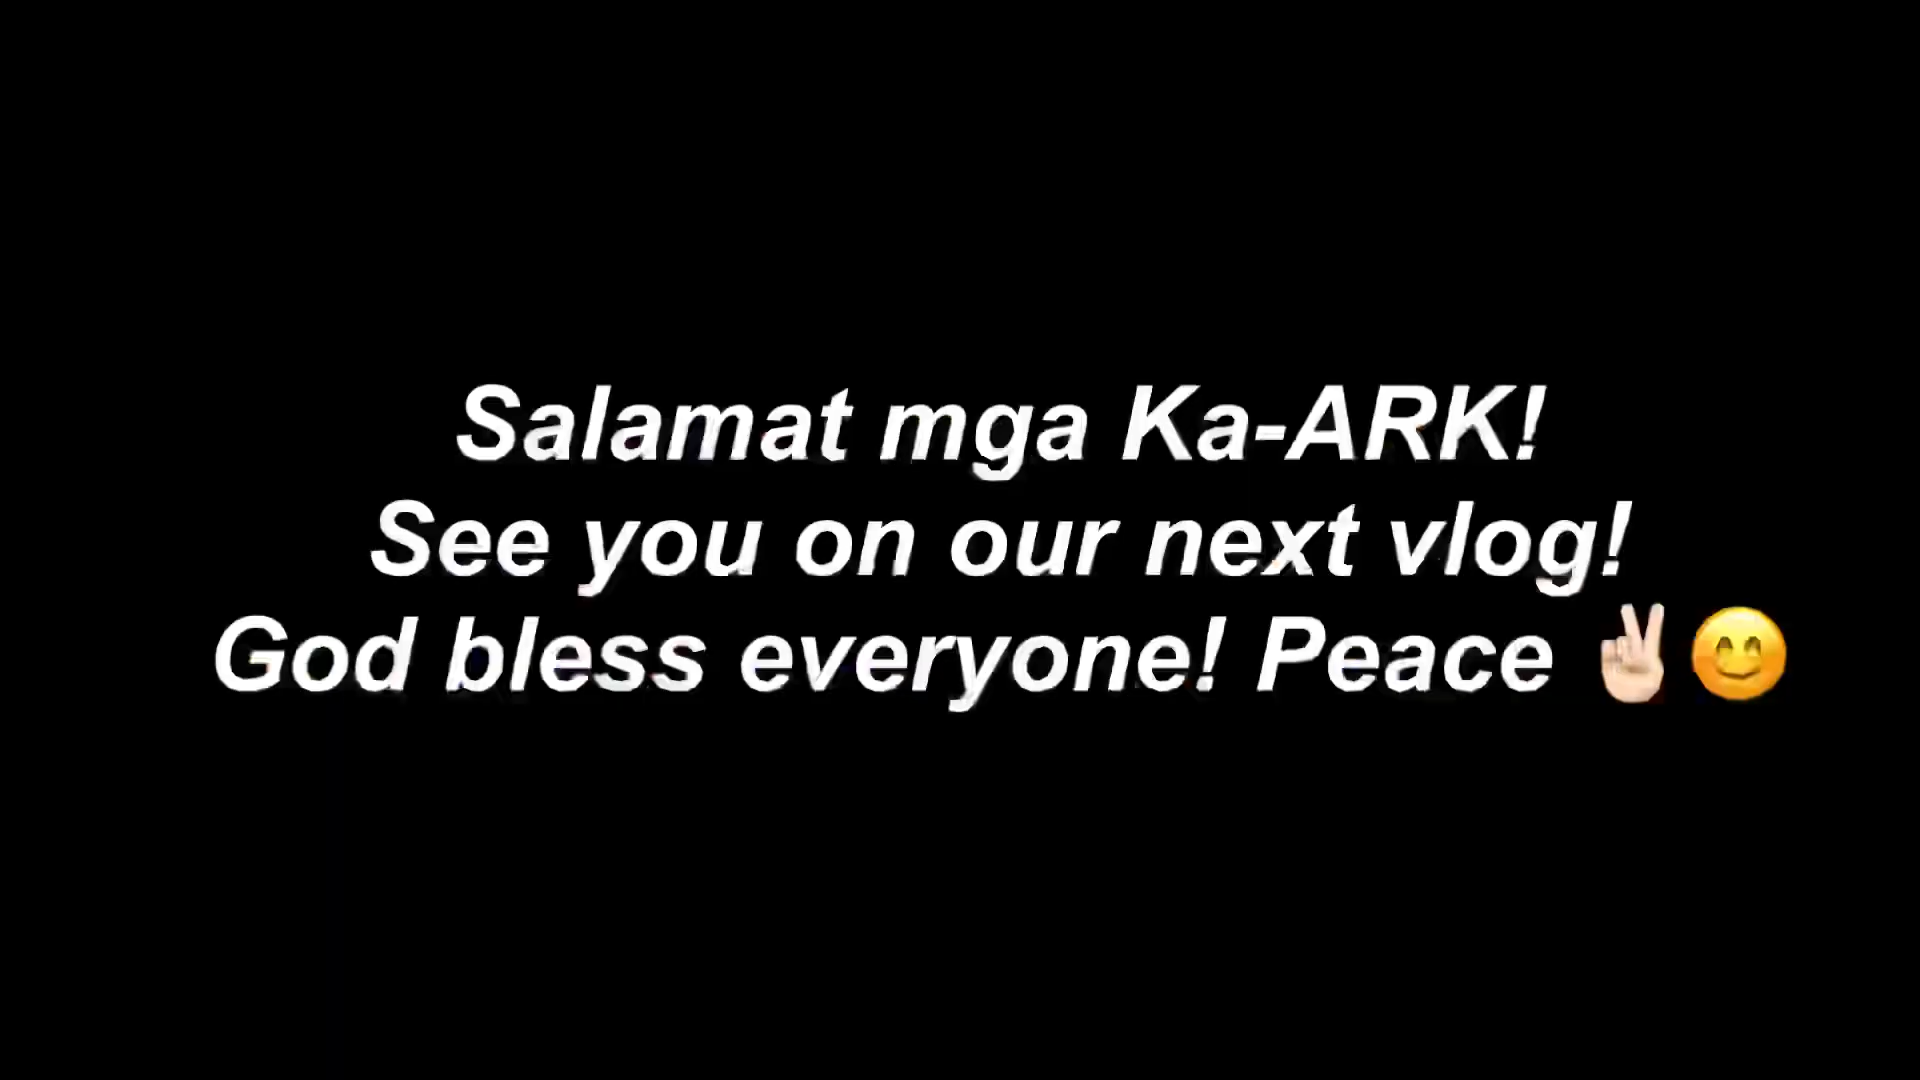 Salamat mga Ka-ARK!
See you on our next vlog!
God bless everyone! Peace ✌🏻😊